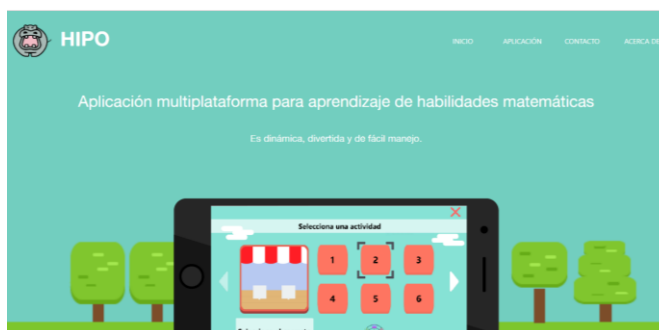 HIPO
INICIO APLICACIÓN CONTACTO ACERCA DE
Aplicación multiplataforma para aprendizaje de habilidades matemáticas
Es dinámica, divertida y de fácil manejo.
Selecciona una actividad
1 2 3
4 5 6